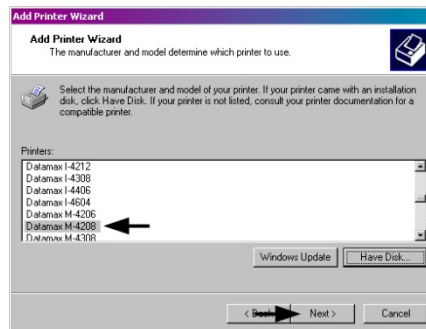 Add Printer Wizard
Add Printer Wizard
The manufacturer and model determine which printer to use.
Select the manufacturer and model of your printer. If your printer came with an installation
disk, click Have Disk. If your printer is not listed, consult your printer documentation for a
compatible printer.
Printers:
Datamax I-4212
Datamax I-4308
Datamax I-4406
Datamax I-4604
Datamax M-4206
Datamax M-4208
Datamax M-4308
Windows Update
Have Disk...
< Back
Next >
Cancel